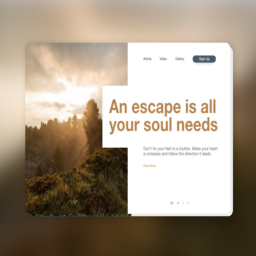 Article Video Gallery Sign Up
An escape is all
your soul needs
Don't fix your feet to a routine. Make your heart
a compass and follow the direction it leads.
Read More